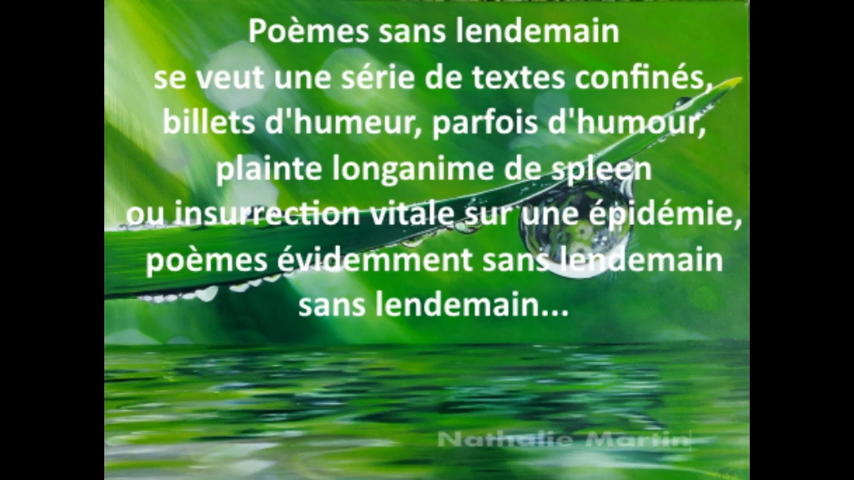 Poèmes sans lendemain
se veut une série de textes confinés,
billets d'humeur, parfois d'humour,
plainte longanime de spleen
ou insurrection vitale sur une épidémie,
poèmes évidemment sans lendemain
sans lendemain...
Nathalie Martin